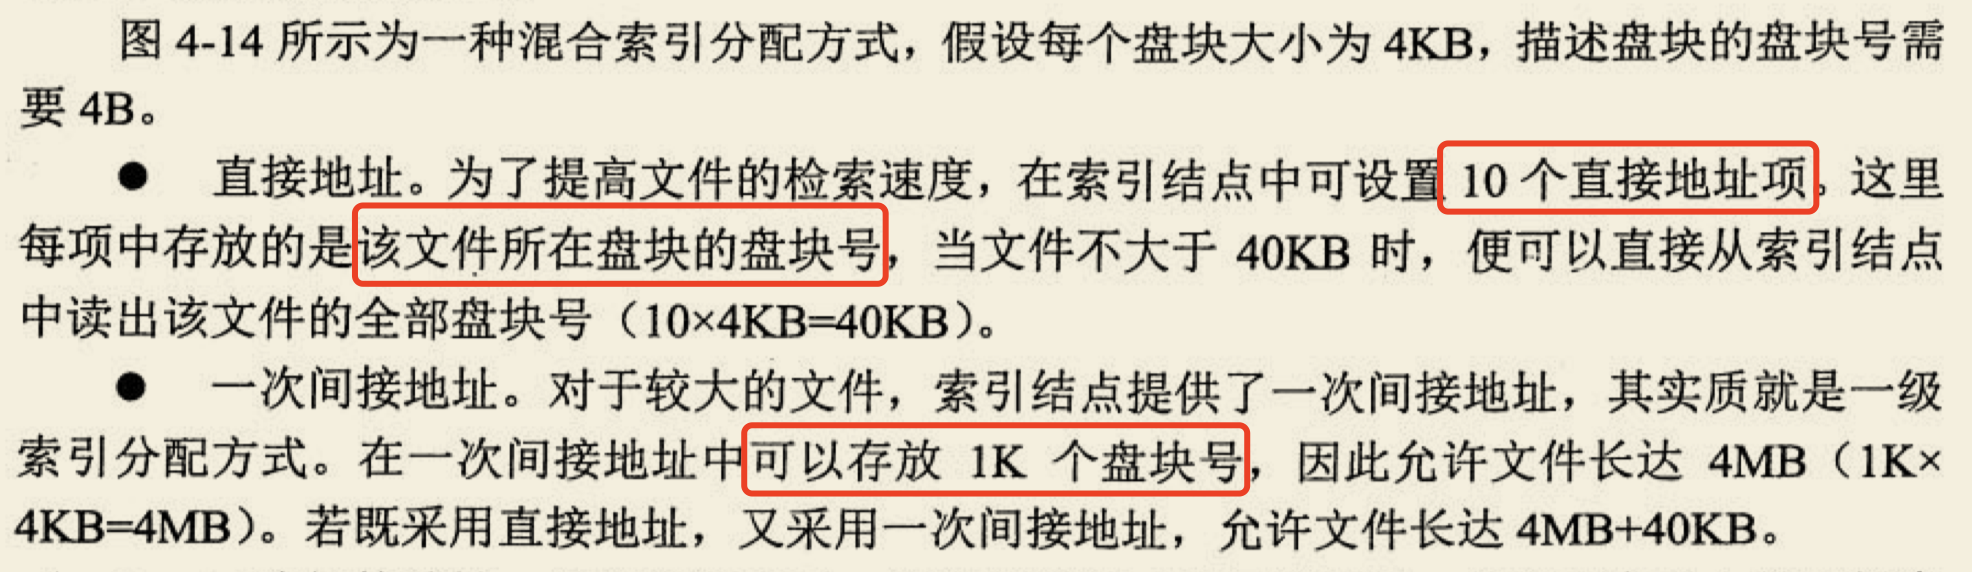 图 4-14 所示为一种混合索引分配方式，假设每个盘块大小为 4KB，描述盘块的盘块号需
要 4B。
● 直接地址。为了提高文件的检索速度，在索引结点中可设置 10 个直接地址项。这里
每项中存放的是该文件所在盘块的盘块号，当文件不大于 40KB 时，便可以直接从索引结点
中读出该文件的全部盘块号（10×4KB=40KB）。
● 一次间接地址。对于较大的文件，索引结点提供了一次间接地址，其实质就是一级
索引分配方式。在一次间接地址中可以存放 1K 个盘块号，因此允许文件长达 4MB（1K×
4KB=4MB）。若既采用直接地址，又采用一次间接地址，允许文件长达 4MB+40KB。